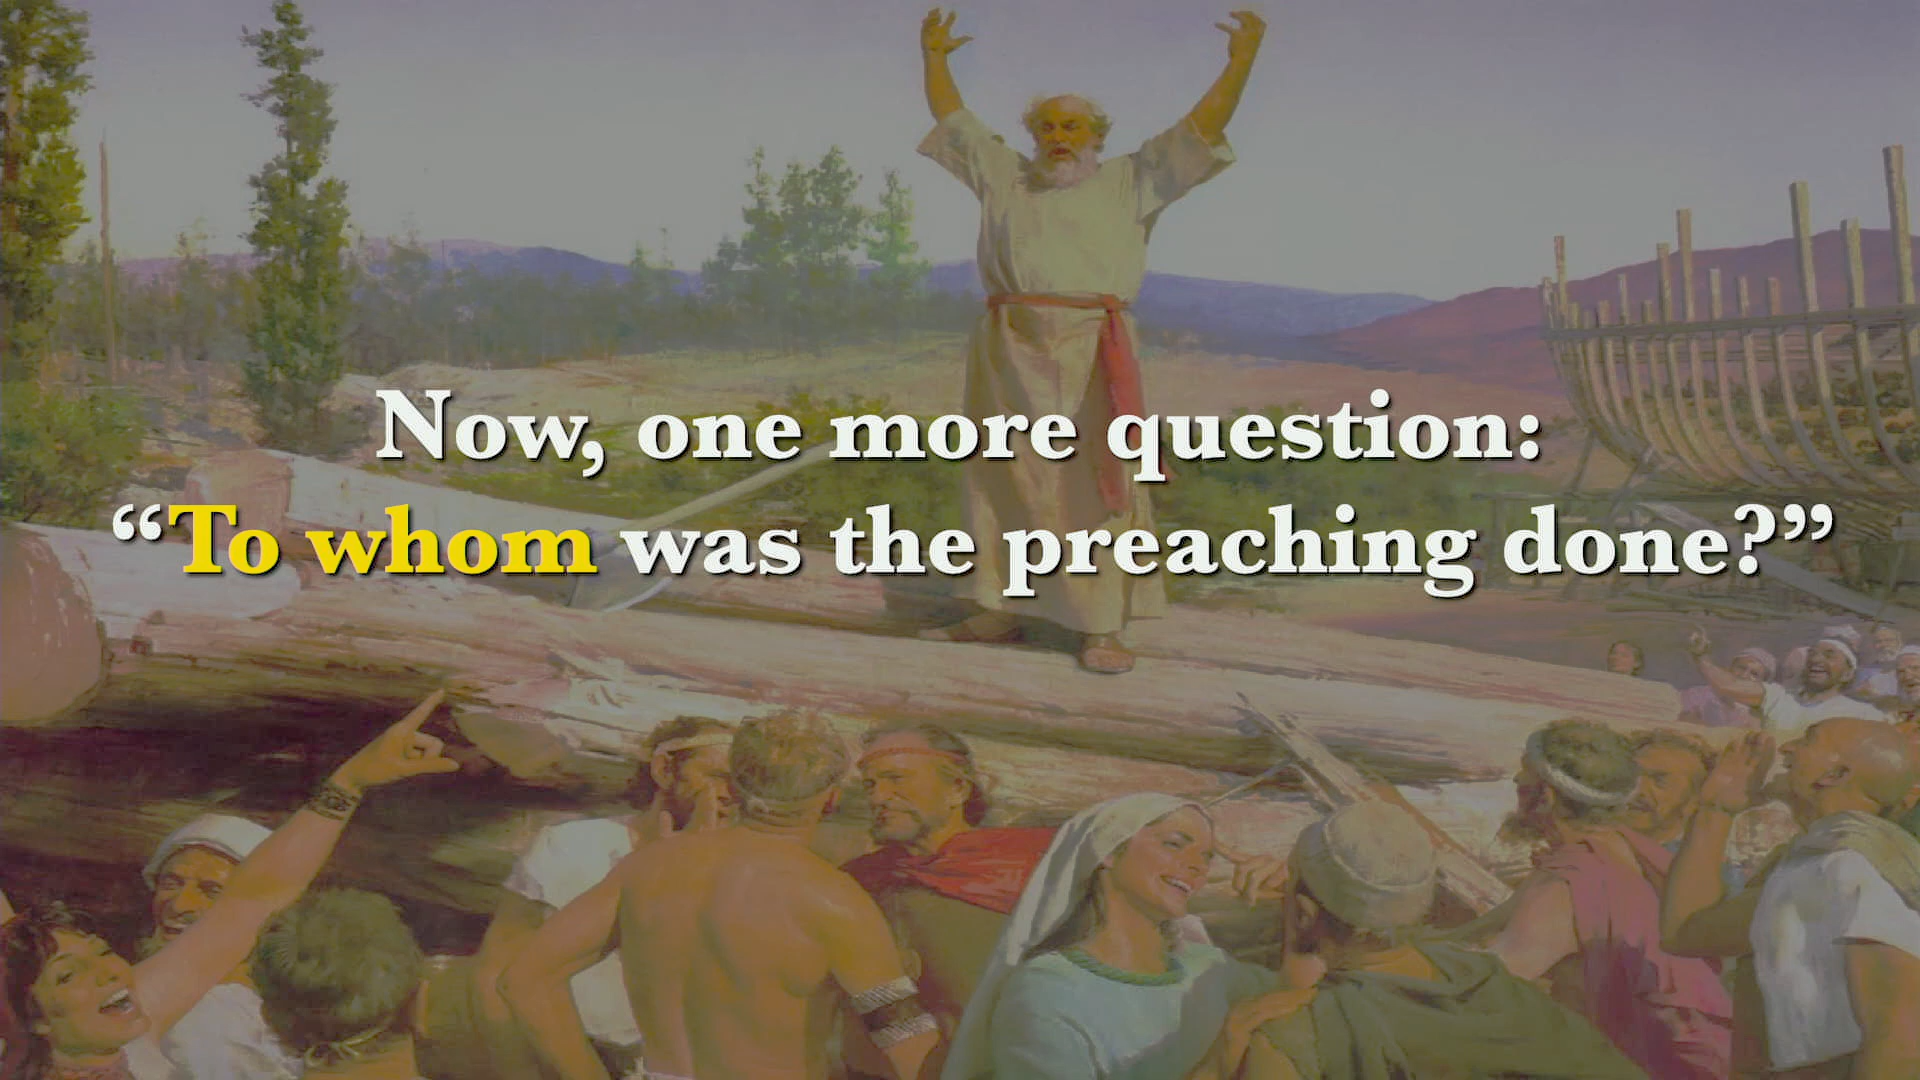 Now, one more question:
“To whom was the preaching done?”